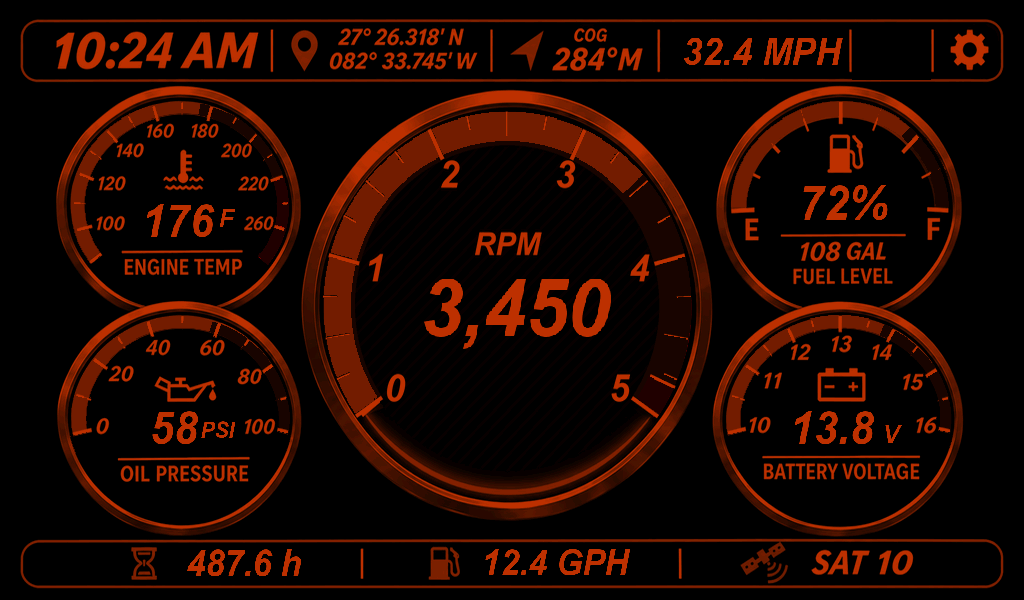 10:24 AM
27° 26.318' N
082° 33.745' W
COG
284°M
32.4 MPH
100
120
140
160
180
200
220
260
176 F
ENGINE TEMP
0
1
2
3
4
5
RPM
3,450
E
F
72%
108 GAL
FUEL LEVEL
0
20
40
60
80
100
58 PSI
OIL PRESSURE
10
11
12
13
14
15
16
13.8 V
BATTERY VOLTAGE
487.6 h
12.4 GPH
SAT 10